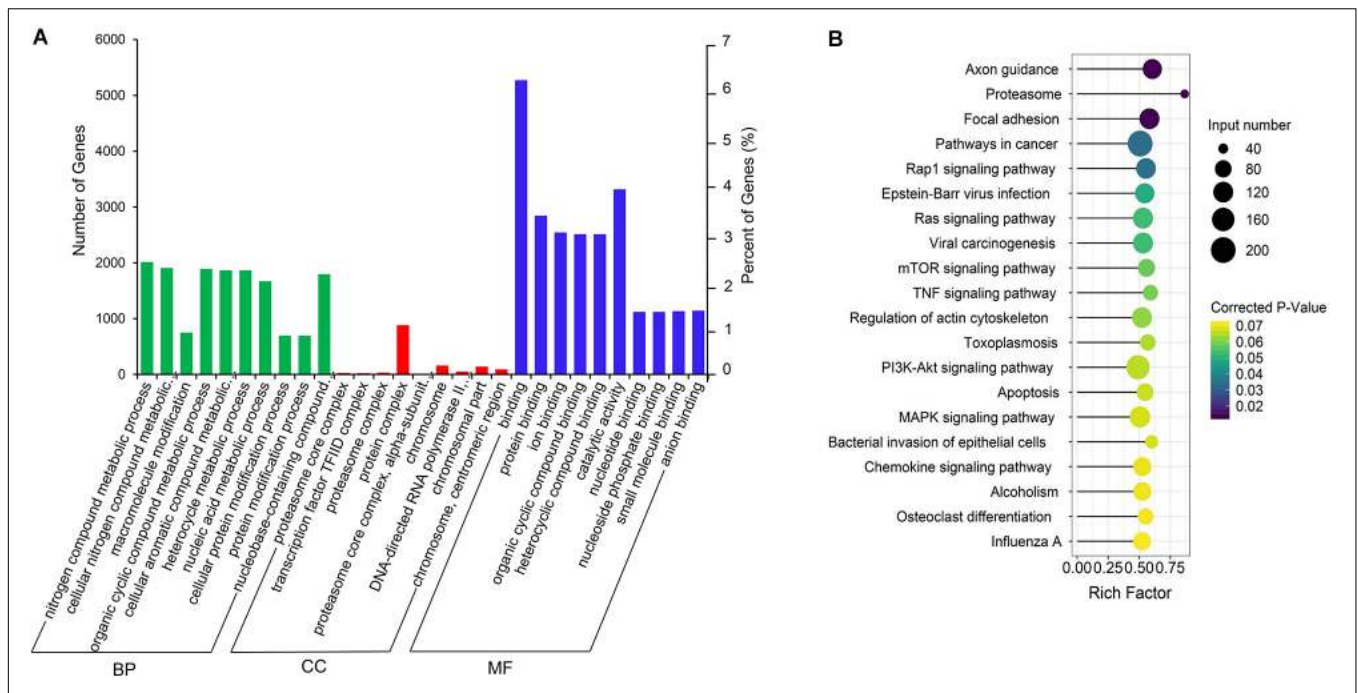 A
Number of Genes
6000
5000
4000
3000
2000
1000
0
7
6
5
4
3
2
1
0
Percent of Genes (%)
nitrogen compound metabolic process
cellular nitrogen compound metabolic..
macromolecule modification
organic cyclic compound metabolic process
cellular aromatic compound metabolic..
heterocycle metabolic process
nucleic acid metabolic process
cellular protein modification process
protein modification process
nucleobase-containing compound..
proteasome core complex
transcription factor TFIID complex
proteasome complex
protein complex
proteasome core complex, alpha-subunit..
chromosome
DNA-directed RNA polymerase II..
chromosomal part
chromosome, centromeric region
binding
protein binding
ion binding
organic cyclic compound binding
heterocyclic compound binding
catalytic activity
nucleotide binding
nucleoside phosphate binding
small molecule binding
anion binding
BP
CC
MF
B
Axon guidance
Proteasome
Focal adhesion
Pathways in cancer
Rap1 signaling pathway
Epstein-Barr virus infection
Ras signaling pathway
Viral carcinogenesis
mTOR signaling pathway
TNF signaling pathway
Regulation of actin cytoskeleton
Toxoplasmosis
PI3K-Akt signaling pathway
Apoptosis
MAPK signaling pathway
Bacterial invasion of epithelial cells
Chemokine signaling pathway
Alcoholism
Osteoclast differentiation
Influenza A
0.000 0.25 0.500 0.75
Rich Factor
Input number
40
80
120
160
200
Corrected P-Value
0.07
0.06
0.05
0.04
0.03
0.02